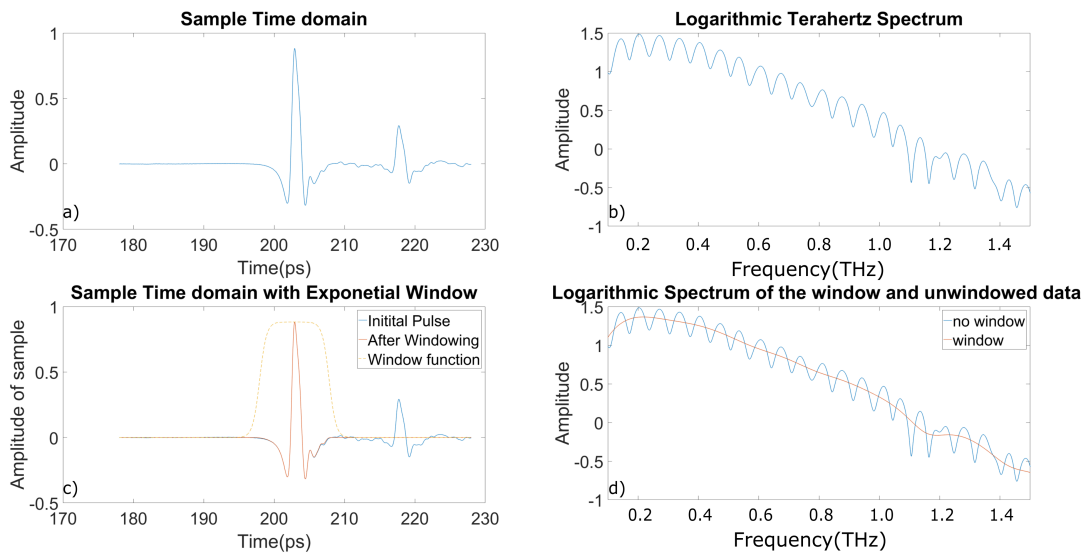 Sample Time domain
Amplitude
1
0.5
0
-0.5
a)
170 180 190 200 210 220 230
Time(ps)
Logarithmic Terahertz Spectrum
Amplitude
1.5
1
0.5
0
-0.5
-1
b)
0.2 0.4 0.6 0.8 1.0 1.2 1.4
Frequency(THz)
Sample Time domain with Exponetial Window
Amplitude of sample
1
0.5
0
-0.5
Initital Pulse
After Windowing
Window function
c)
170 180 190 200 210 220 230
Time(ps)
Logarithmic Spectrum of the window and unwindowed data
Amplitude
1.5
1
0.5
0
-0.5
-1
no window
window
d)
0.2 0.4 0.6 0.8 1.0 1.2 1.4
Frequency(THz)